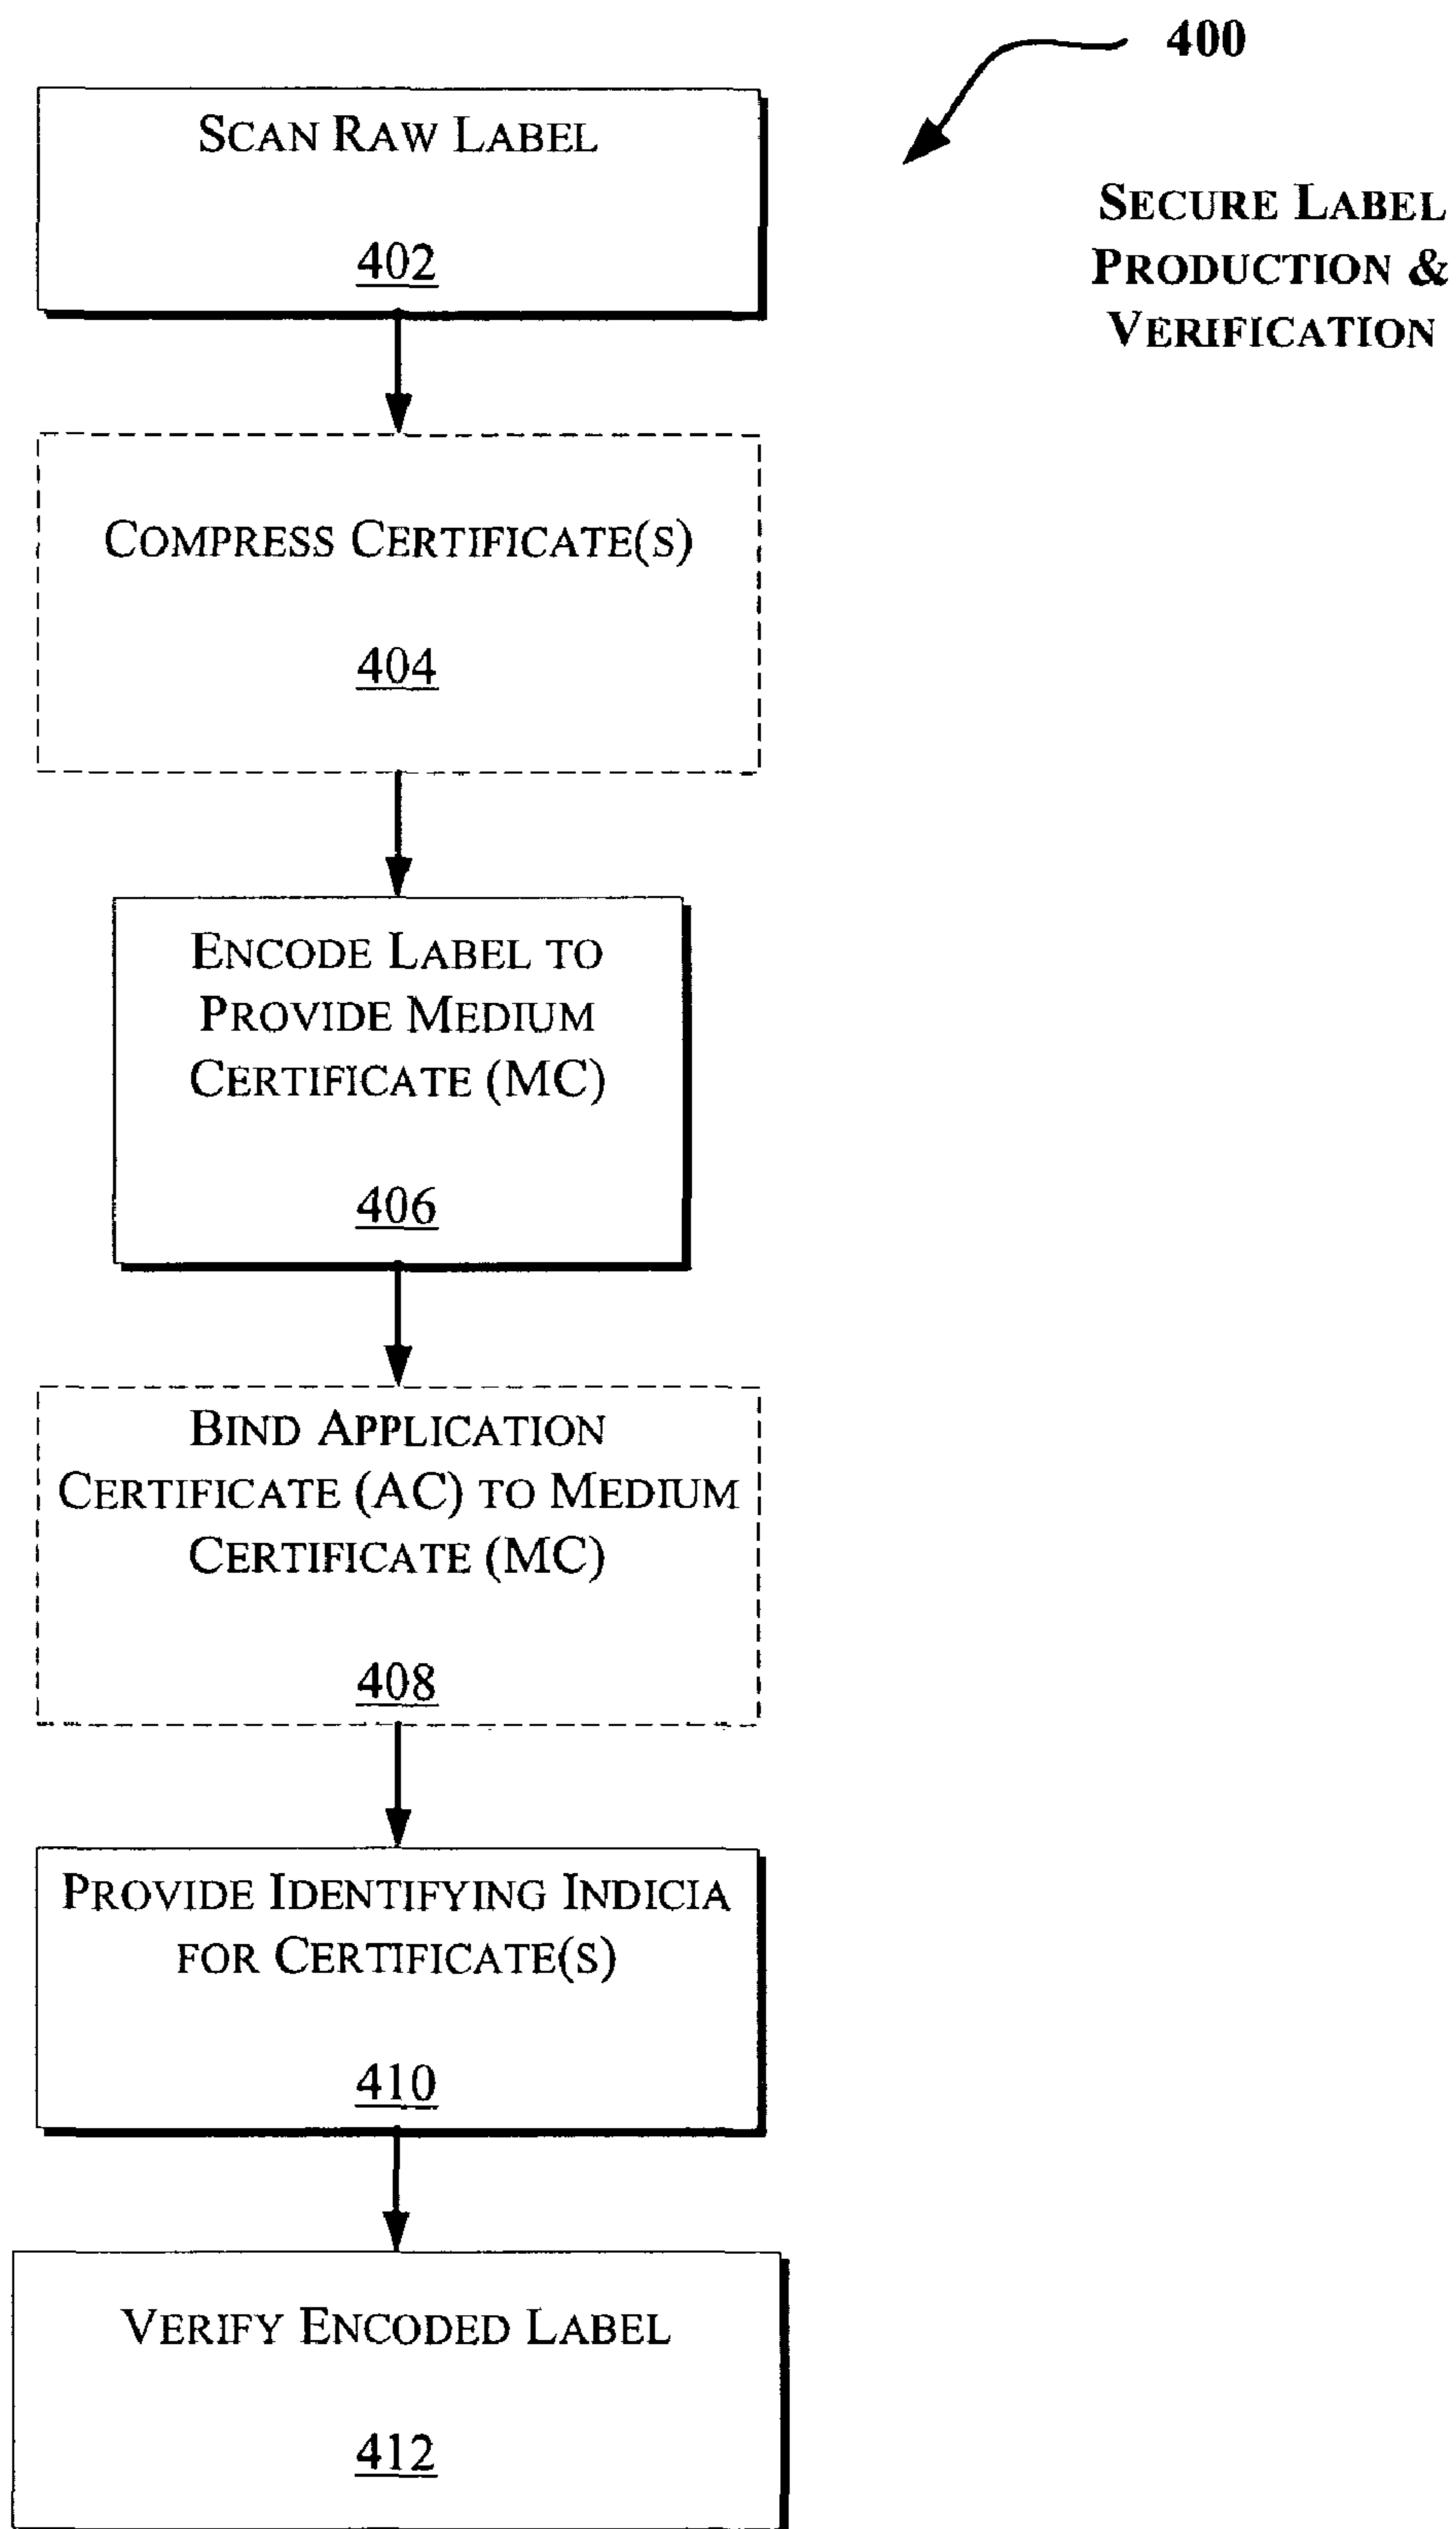 400
SECURE LABEL
PRODUCTION &
VERIFICATION
SCAN RAW LABEL
402
COMPRESS CERTIFICATE(S)
404
ENCODE LABEL TO
PROVIDE MEDIUM
CERTIFICATE (MC)
406
BIND APPLICATION
CERTIFICATE (AC) TO MEDIUM
CERTIFICATE (MC)
408
PROVIDE IDENTIFYING INDICIA
FOR CERTIFICATE(S)
410
VERIFY ENCODED LABEL
412